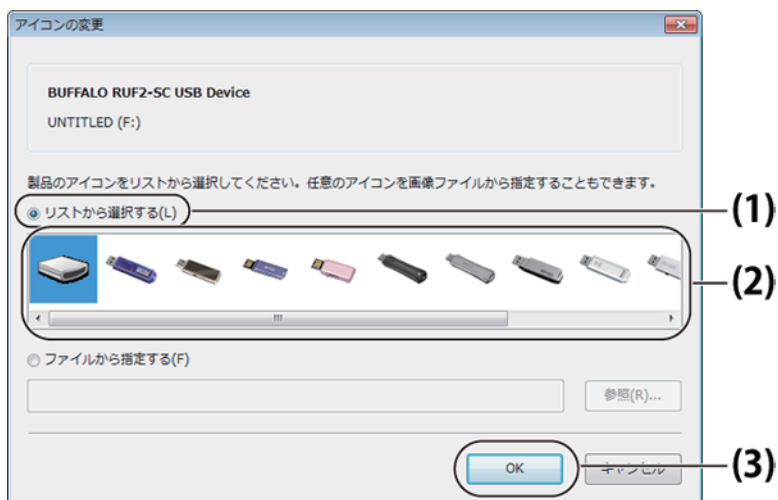 アイコンの変更
BUFFALO RUF2-SC USB Device
UNTITLED (F:)
製品のアイコンをリストから選択してください。任意のアイコンを画像ファイルから指定することもできます。
リストから選択する(L)
(1)
(2)
ファイルから指定する(F)
参照(R)...
OK
キャンセル
(3)